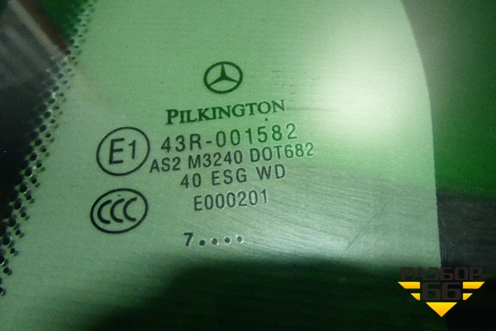 PILKINGTON
E1
43R-001582
AS2 M3240 DOT682
40 ESG WD
CCC
E000201
7....
РАЗБОР
66